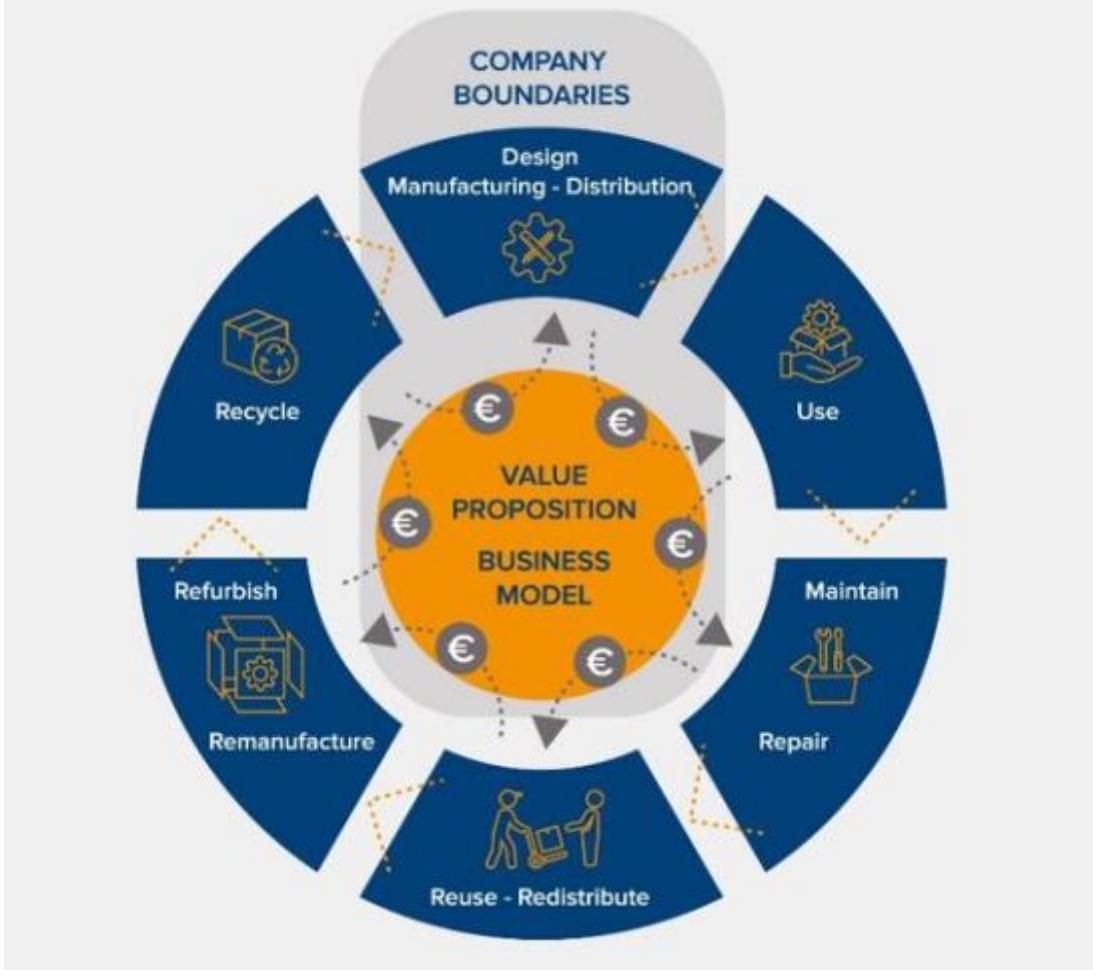 COMPANY
BOUNDARIES
Design
Manufacturing - Distribution
Use
Maintain
Repair
Reuse - Redistribute
Refurbish
Remanufacture
Recycle
VALUE
PROPOSITION
BUSINESS
MODEL
€
€
€
€
€
€